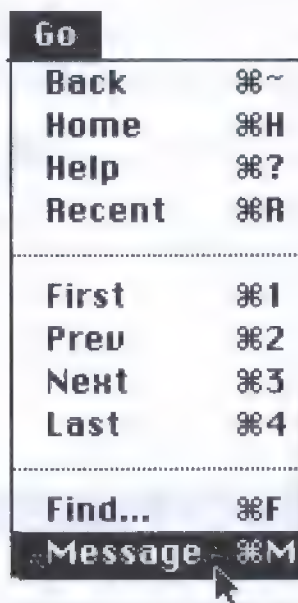 Go
Back ⌘~
Home ⌘H
Help ⌘?
Recent ⌘R
First ⌘1
Prev ⌘2
Next ⌘3
Last ⌘4
Find... ⌘F
Message ⌘M